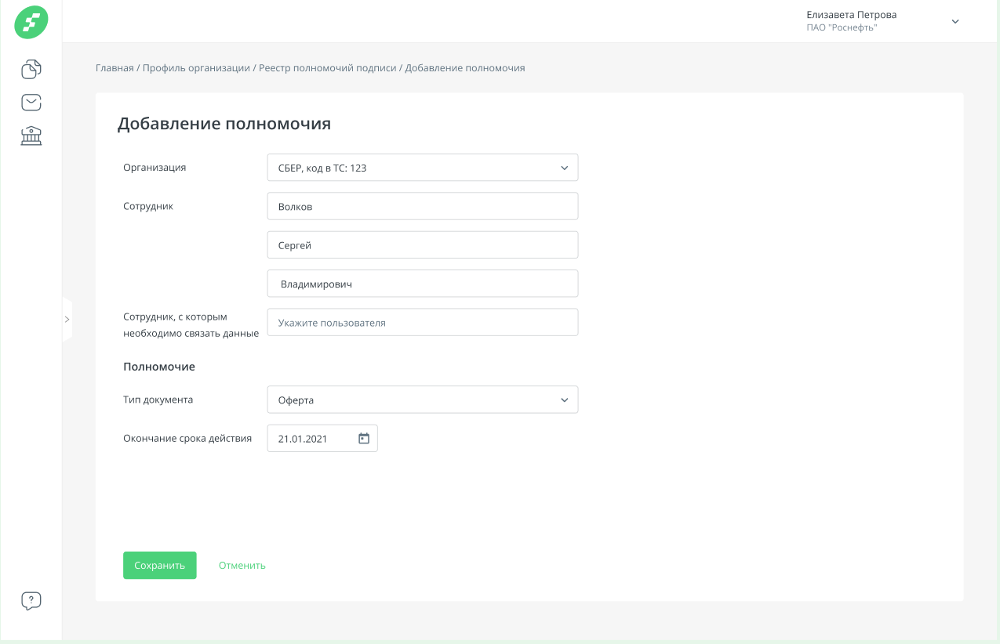 Елизавета Петрова
ПАО "Роснефть"
Главная / Профиль организации / Реестр полномочий подписи / Добавление полномочия
Добавление полномочия
Организация
СБЕР, код в ТС: 123
Сотрудник
Волков
Сергей
Владимирович
Сотрудник, с которым
необходимо связать данные
Укажите пользователя
Полномочие
Тип документа
Оферта
Окончание срока действия
21.01.2021
Сохранить
Отменить
?